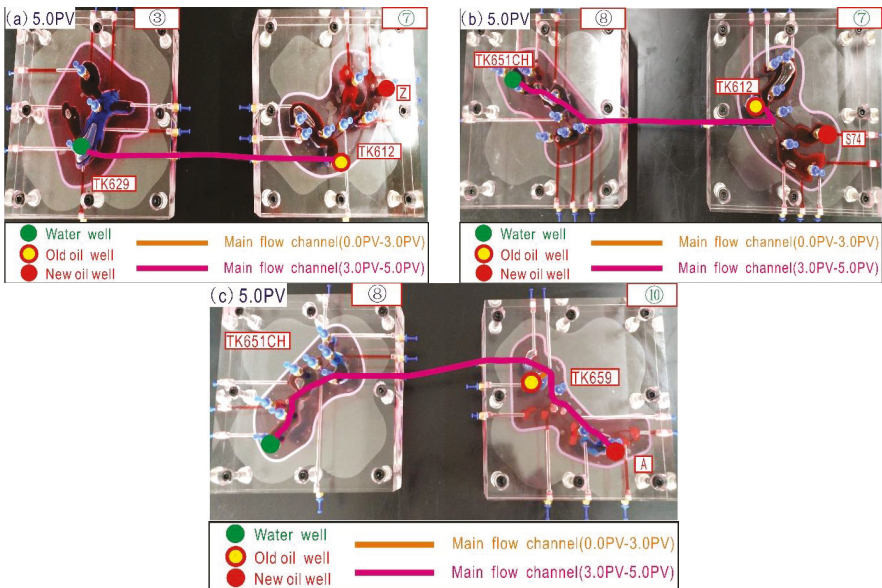 (a) 5.0PV
③
⑦
Z
TK612
TK629
Water well
Old oil well
New oil well
Main flow channel(0.0PV-3.0PV)
Main flow channel(3.0PV-5.0PV)
(b) 5.0PV
⑧
⑦
TK651CH
TK612
S74
Water well
Old oil well
New oil well
Main flow channel(0.0PV-3.0PV)
Main flow channel(3.0PV-5.0PV)
(c) 5.0PV
⑧
⑩
TK651CH
TK659
A
Water well
Old oil well
New oil well
Main flow channel(0.0PV-3.0PV)
Main flow channel(3.0PV-5.0PV)